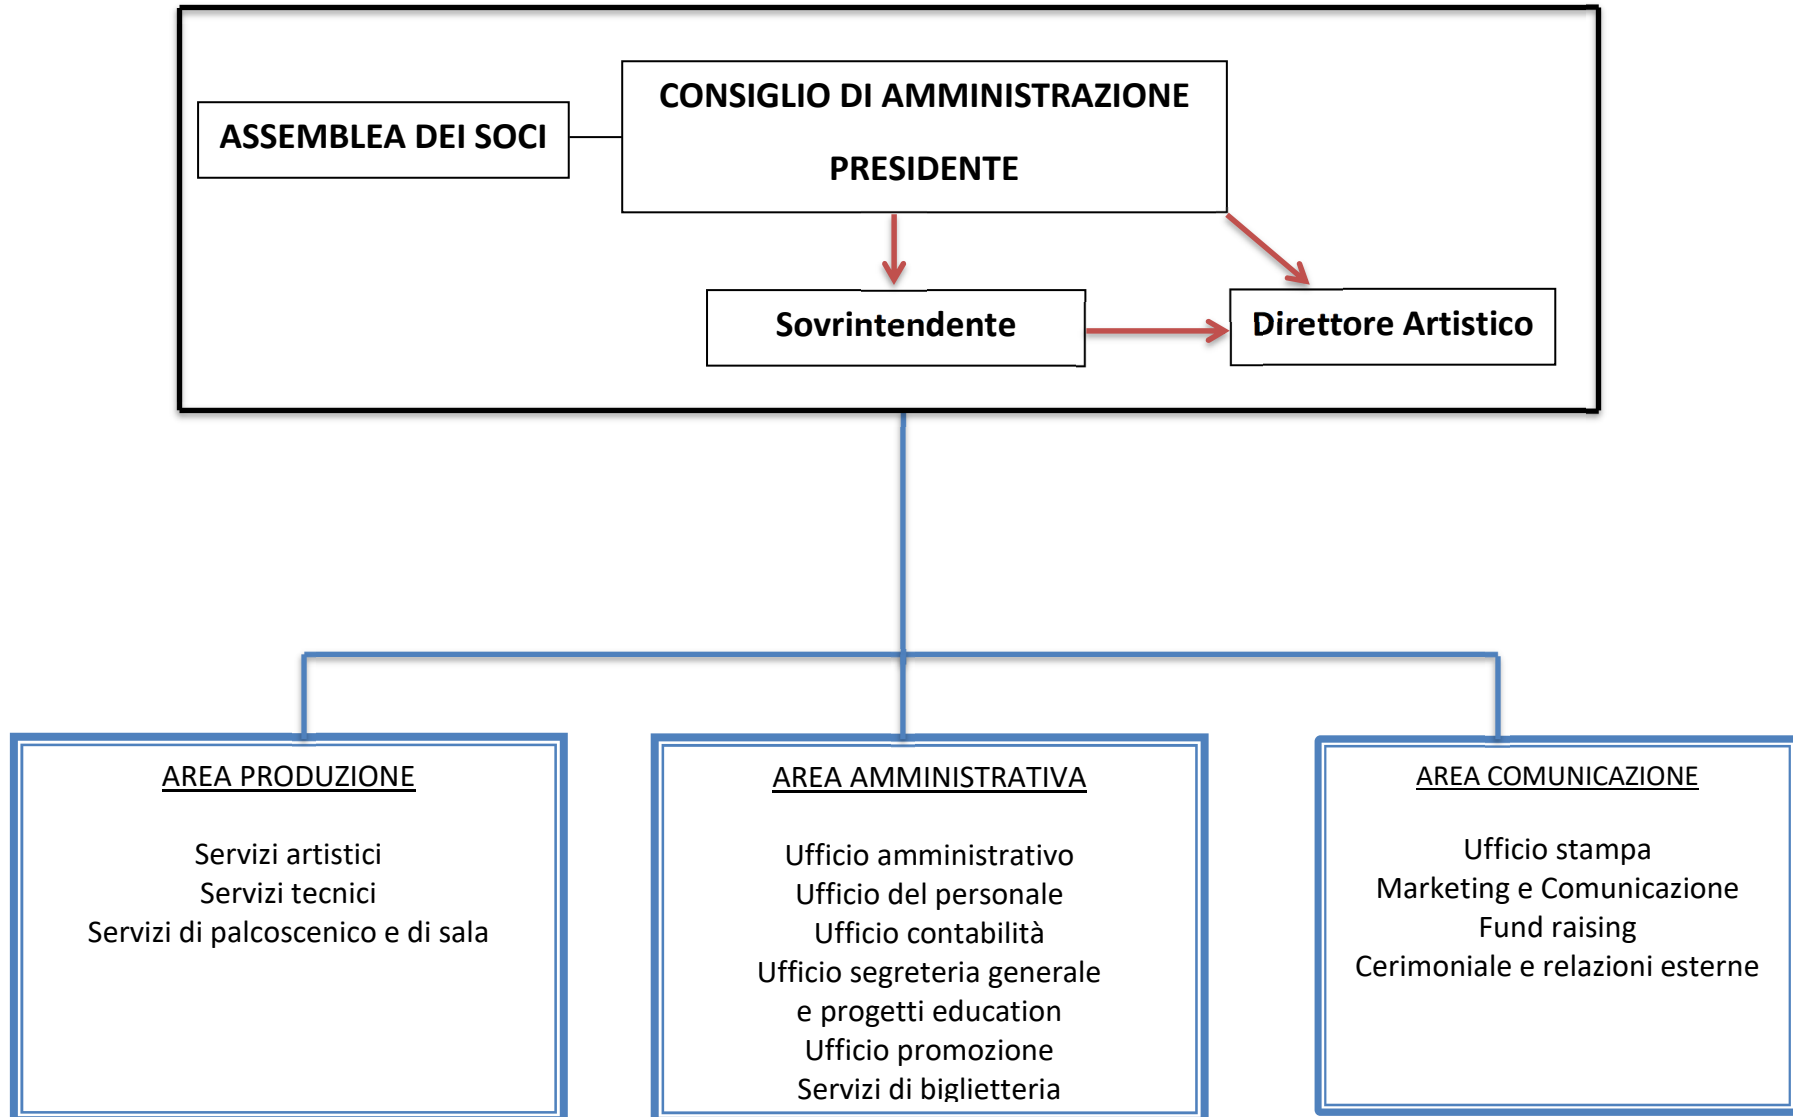 ASSEMBLEA DEI SOCI
CONSIGLIO DI AMMINISTRAZIONE
PRESIDENTE
Sovrintendente
Direttore Artistico
AREA PRODUZIONE
Servizi artistici
Servizi tecnici
Servizi di palcoscenico e di sala
AREA AMMINISTRATIVA
Ufficio amministrativo
Ufficio del personale
Ufficio contabilità
Ufficio segreteria generale
e progetti education
Ufficio promozione
Servizi di biglietteria
AREA COMUNICAZIONE
Ufficio stampa
Marketing e Comunicazione
Fund raising
Cerimoniale e relazioni esterne